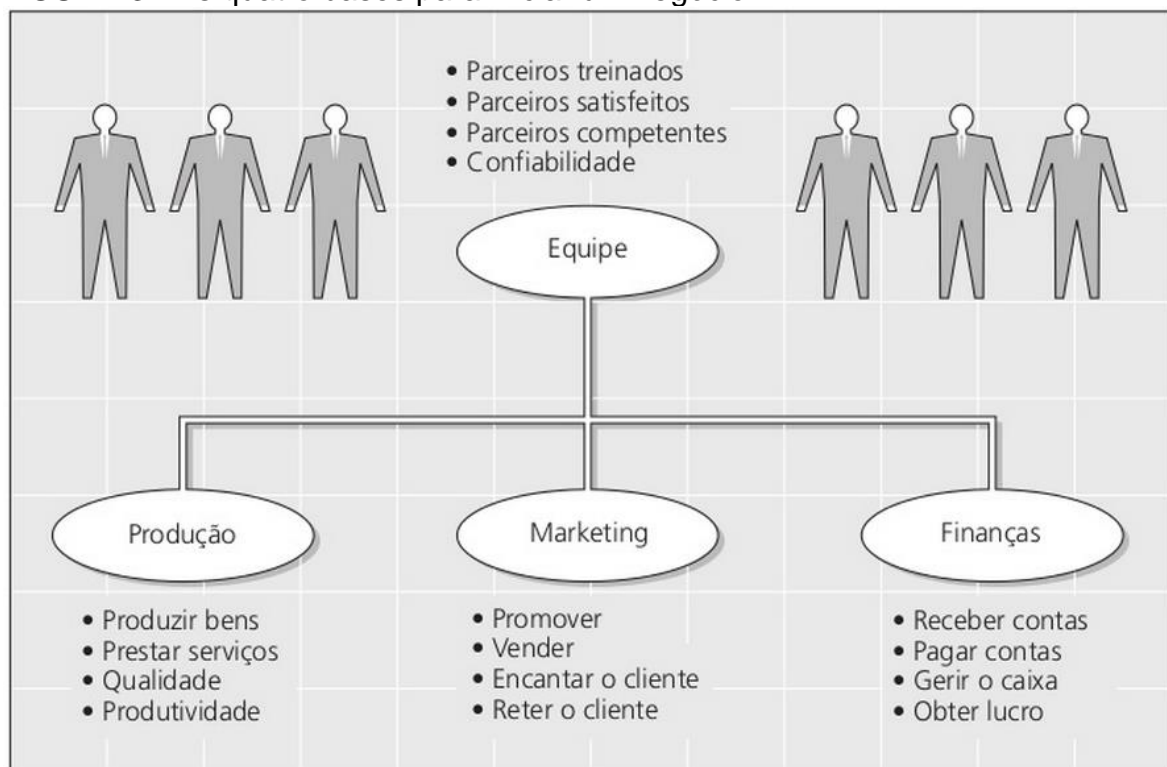 • Parceiros treinados
• Parceiros satisfeitos
• Parceiros competentes
• Confiabilidade
Equipe
Produção
Marketing
Finanças
• Produzir bens
• Prestar serviços
• Qualidade
• Produtividade
• Promover
• Vender
• Encantar o cliente
• Reter o cliente
• Receber contas
• Pagar contas
• Gerir o caixa
• Obter lucro